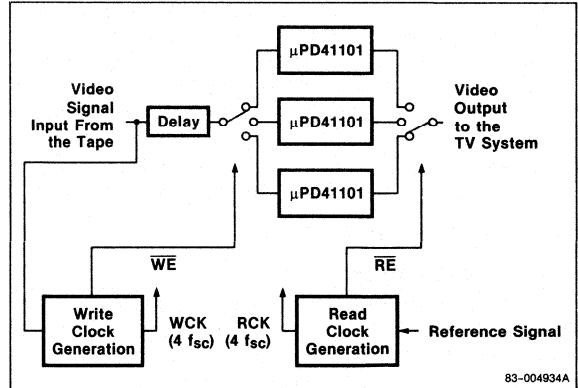 μPD41101
Video
Signal
Input From
the Tape
Delay
μPD41101
Video
Output
to the
TV System
μPD41101
WE
RE
Write
Clock
Generation
WCK
(4 fsc)
RCK
(4 fsc)
Read
Clock
Generation
Reference Signal
83-004934A